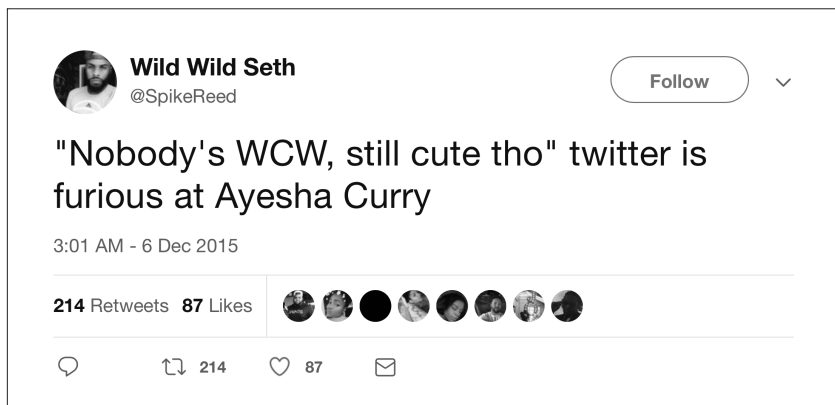 Wild Wild Seth
@SpikeReed
Follow
"Nobody's WCW, still cute tho" twitter is
furious at Ayesha Curry
3:01 AM - 6 Dec 2015
214 Retweets 87 Likes
214 87